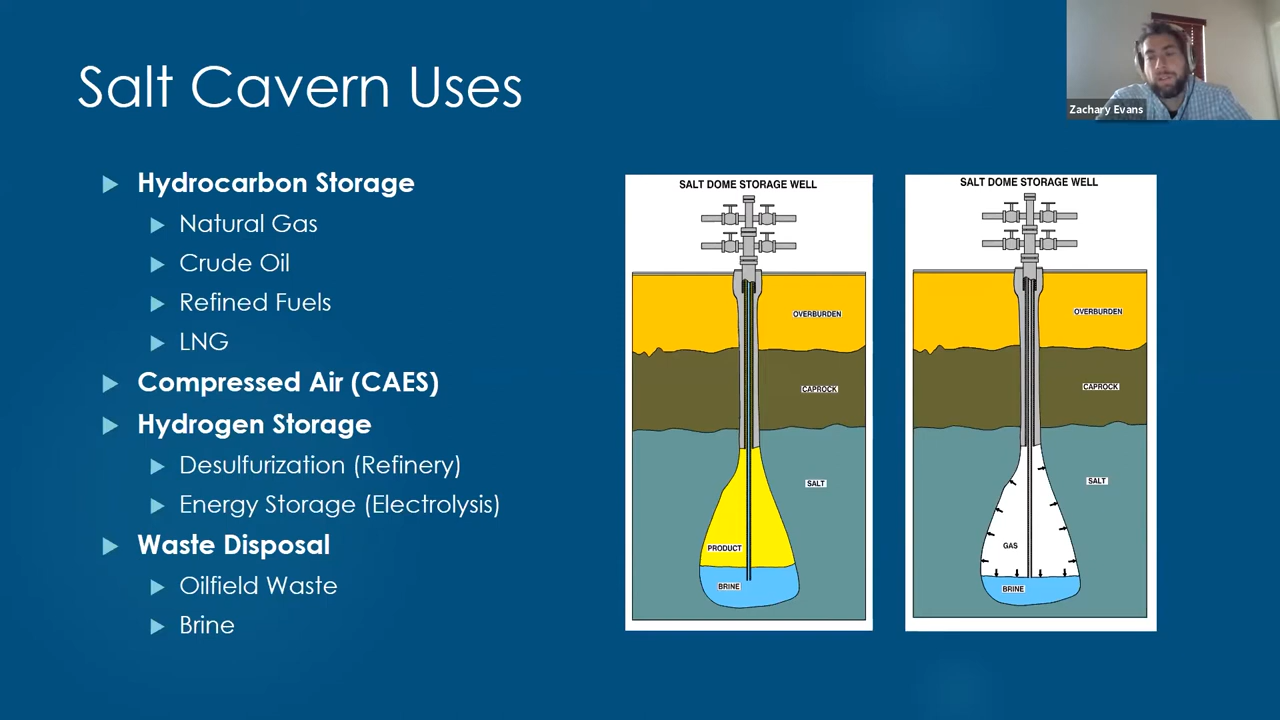 Salt Cavern Uses
Zachary Evans
Hydrocarbon Storage
Natural Gas
Crude Oil
Refined Fuels
LNG
Compressed Air (CAES)
Hydrogen Storage
Desulfurization (Refinery)
Energy Storage (Electrolysis)
Waste Disposal
Oilfield Waste
Brine
SALT DOME STORAGE WELL
OVERBURDEN
CAPROCK
SALT
PRODUCT
BRINE
SALT DOME STORAGE WELL
OVERBURDEN
CAPROCK
SALT
GAS
BRINE